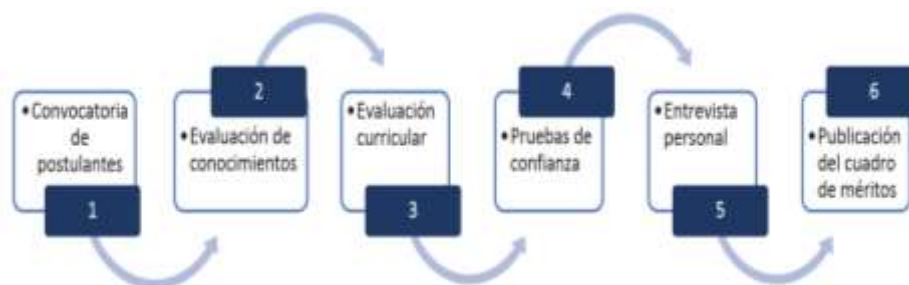 • Convocatoria
de
postulantes
1
2
• Evaluación de
conocimientos
• Evaluación
curricular
3
4
• Pruebas de
confianza
• Entrevista
personal
5
6
• Publicación
del cuadro
de méritos